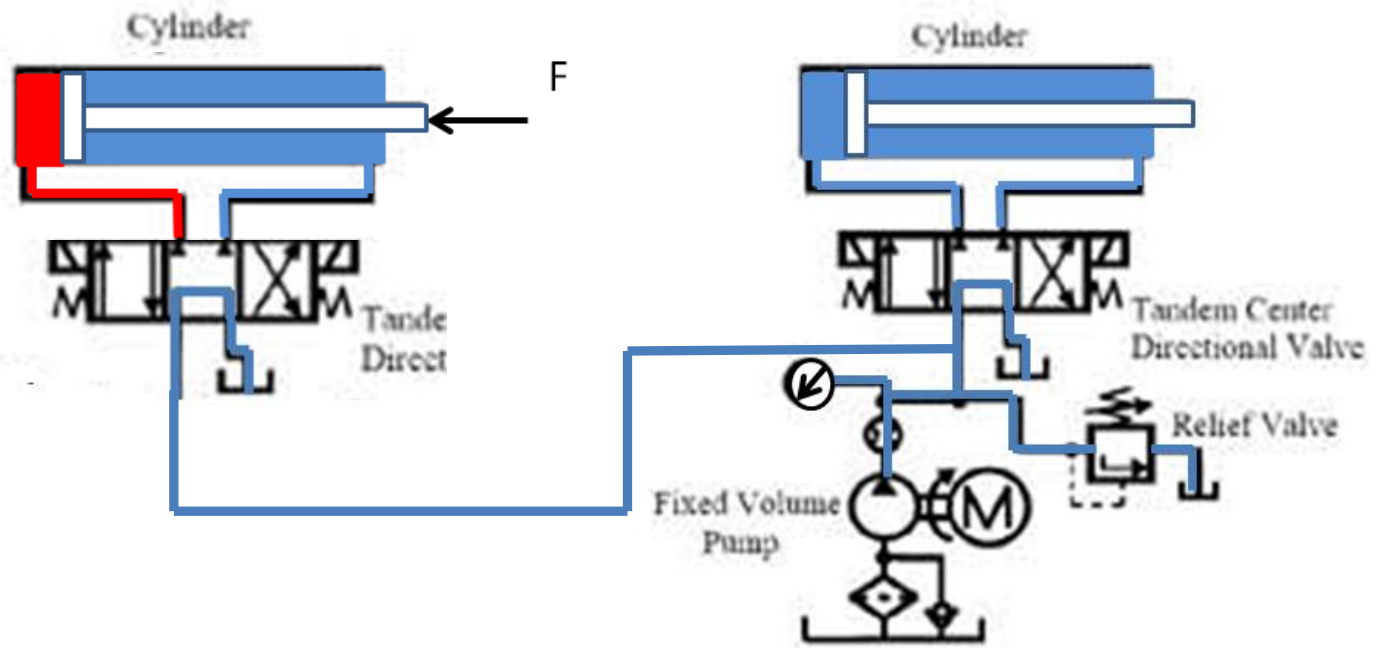 Cylinder
F
Cylinder
M
M
Tande
Direct
M
M
Tandem Center
Directional Valve
Relief Valve
Fixed Volume
Pump
M